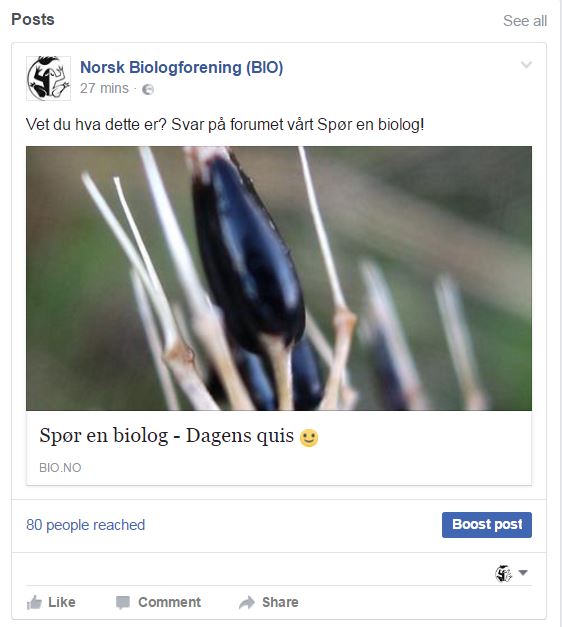 Posts
See all
Norsk Biologforening (BIO)
27 mins ·
Vet du hva dette er? Svar på forumet vårt Spør en biolog!
Spør en biolog - Dagens quis 🙂
BIO.NO
80 people reached
Boost post
Like
Comment
Share